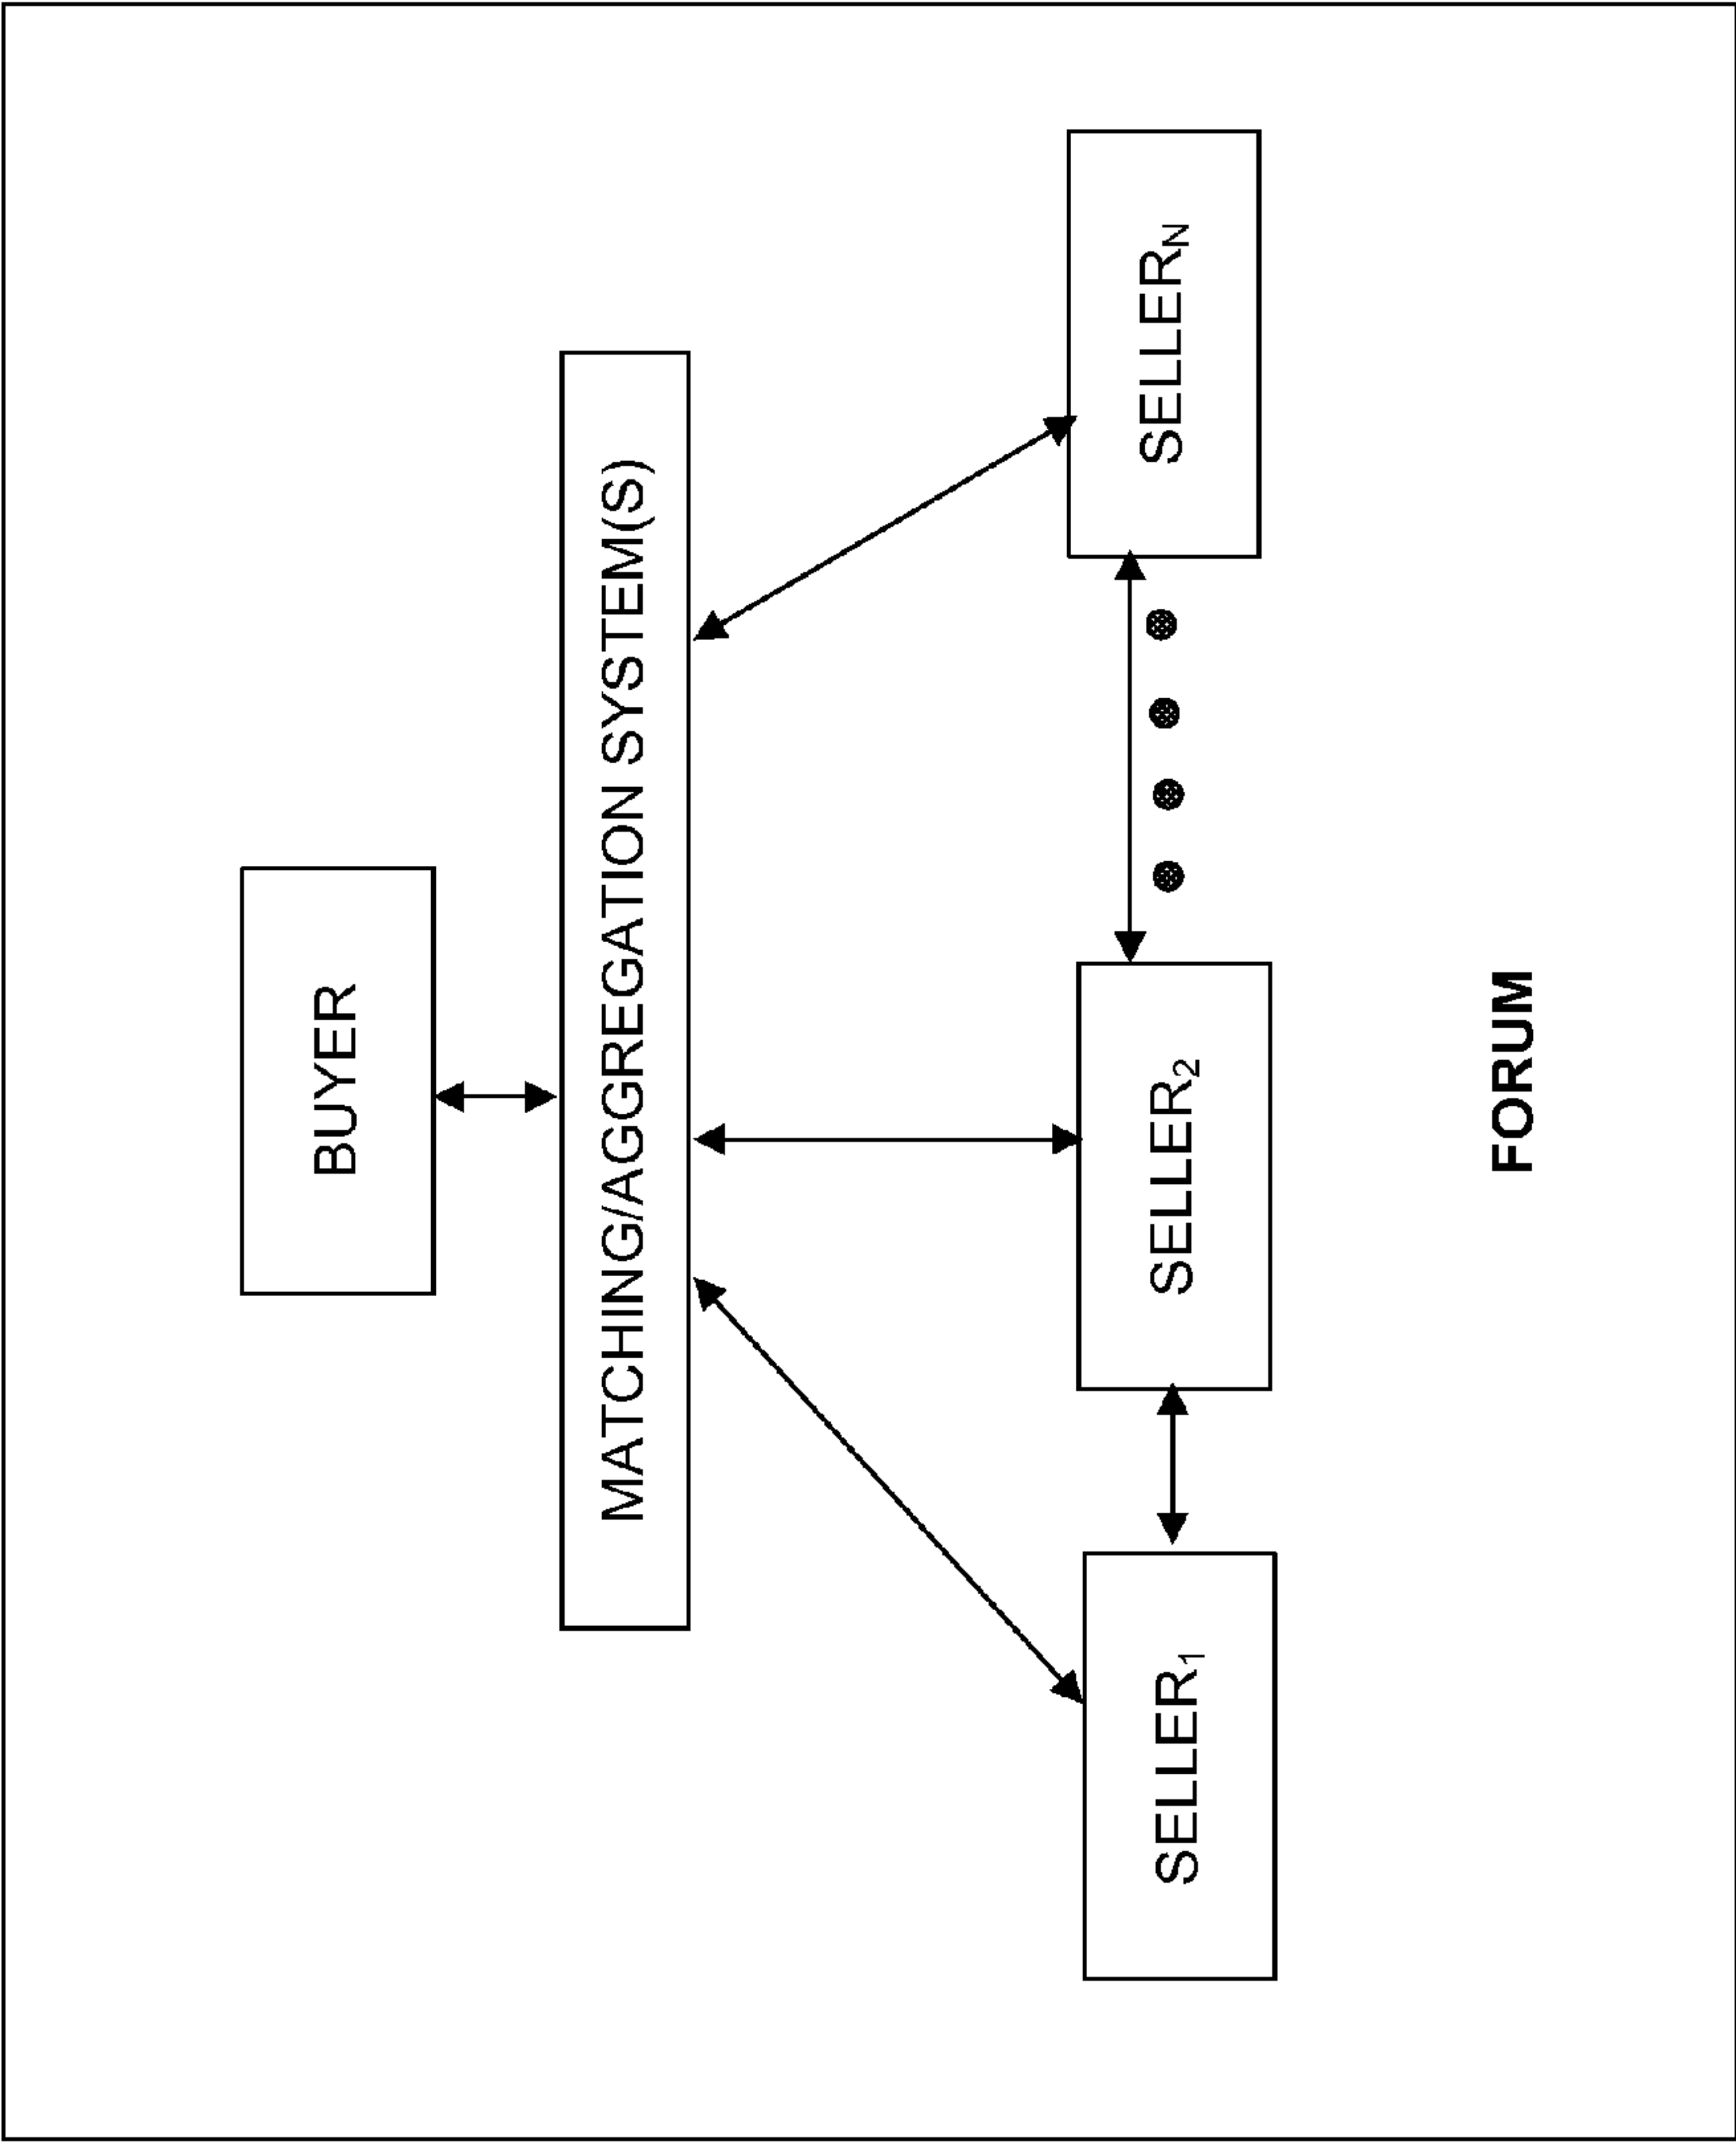 BUYER
MATCHING/AGGREGATION SYSTEM(S)
SELLER1
SELLER2
SELLERN
FORUM